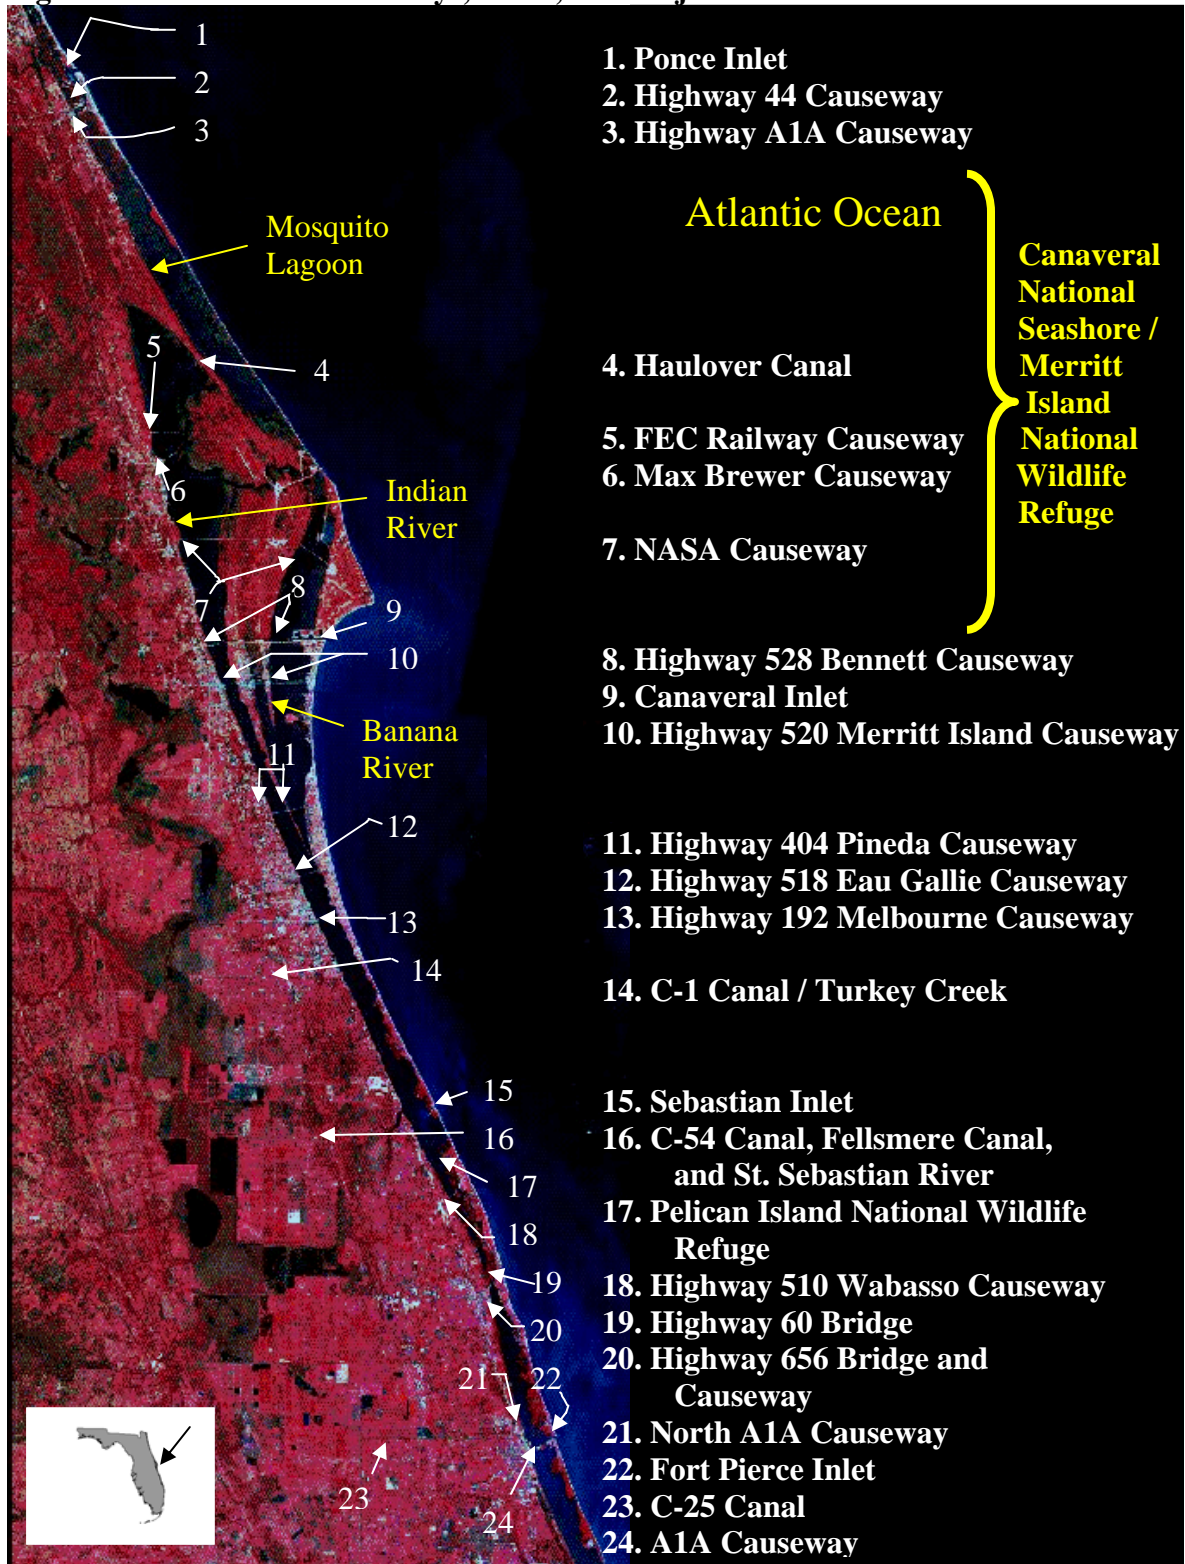 1
2
3
Mosquito
Lagoon
5
4
6
Indian
River
7
8
9
10
Banana
River
11
12
13
14
15
16
17
18
19
20
21
22
23
24
1. Ponce Inlet
2. Highway 44 Causeway
3. Highway A1A Causeway
Atlantic Ocean
Canaveral
National
Seashore /
Merritt
Island
National
Wildlife
Refuge
4. Haulover Canal
5. FEC Railway Causeway
6. Max Brewer Causeway
7. NASA Causeway
8. Highway 528 Bennett Causeway
9. Canaveral Inlet
10. Highway 520 Merritt Island Causeway
11. Highway 404 Pineda Causeway
12. Highway 518 Eau Gallie Causeway
13. Highway 192 Melbourne Causeway
14. C-1 Canal / Turkey Creek
15. Sebastian Inlet
16. C-54 Canal, Fellsmere Canal,
and St. Sebastian River
17. Pelican Island National Wildlife
Refuge
18. Highway 510 Wabasso Causeway
19. Highway 60 Bridge
20. Highway 656 Bridge and
Causeway
21. North A1A Causeway
22. Fort Pierce Inlet
23. C-25 Canal
24. A1A Causeway